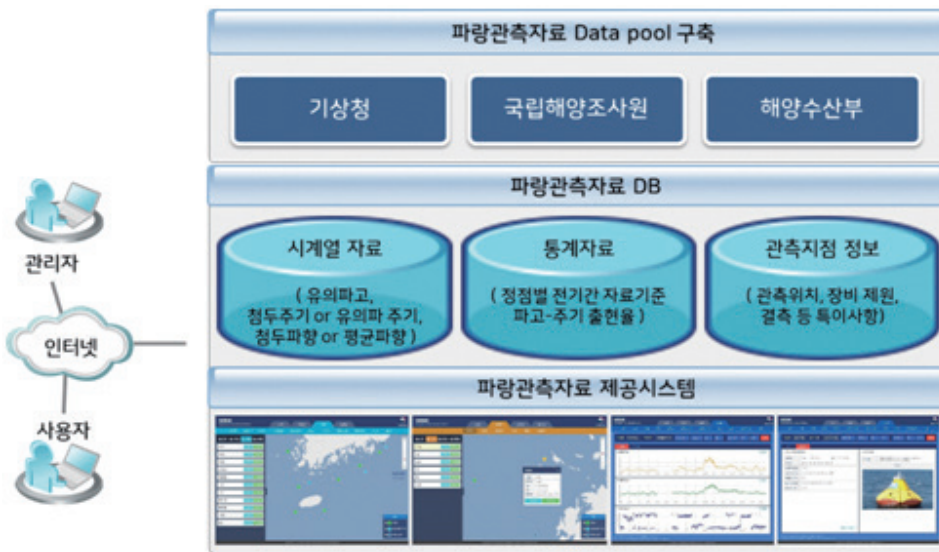 파랑관측자료 Data pool 구축
기상청
국립해양조사원
해양수산부
파랑관측자료 DB
시계열 자료
( 유의파고,
첨두주기 or 유의파 주기,
첨두파향 or 평균파향 )
통계자료
( 정점별 전기간 자료기준
파고-주기 출현율 )
관측지점 정보
( 관측위치, 장비 제원,
결측 등 특이사항)
파랑관측자료 제공시스템
관리자
인터넷
사용자